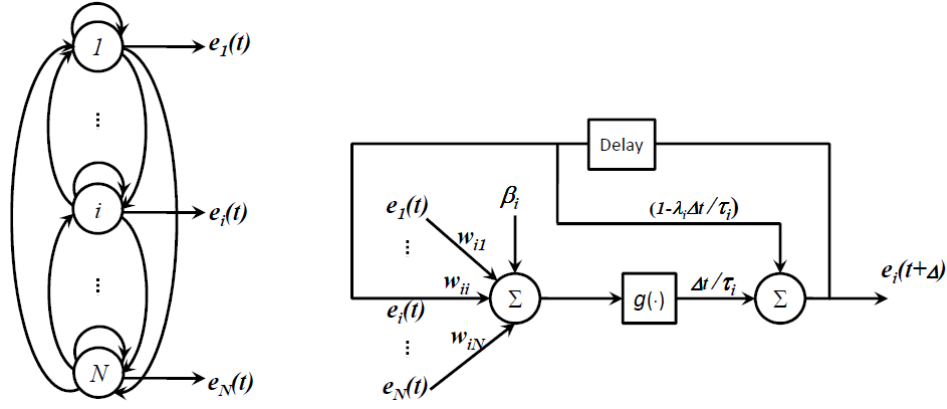 1
e1(t)
⋮
i
ei(t)
⋮
N
eN(t)
Delay
(1-λiΔt/τi)
βi
e1(t)
wi1
⋮
wii
ei(t)
Σ
g(·)
Δt/τi
Σ
ei(t+Δ)
⋮
wiN
eN(t)